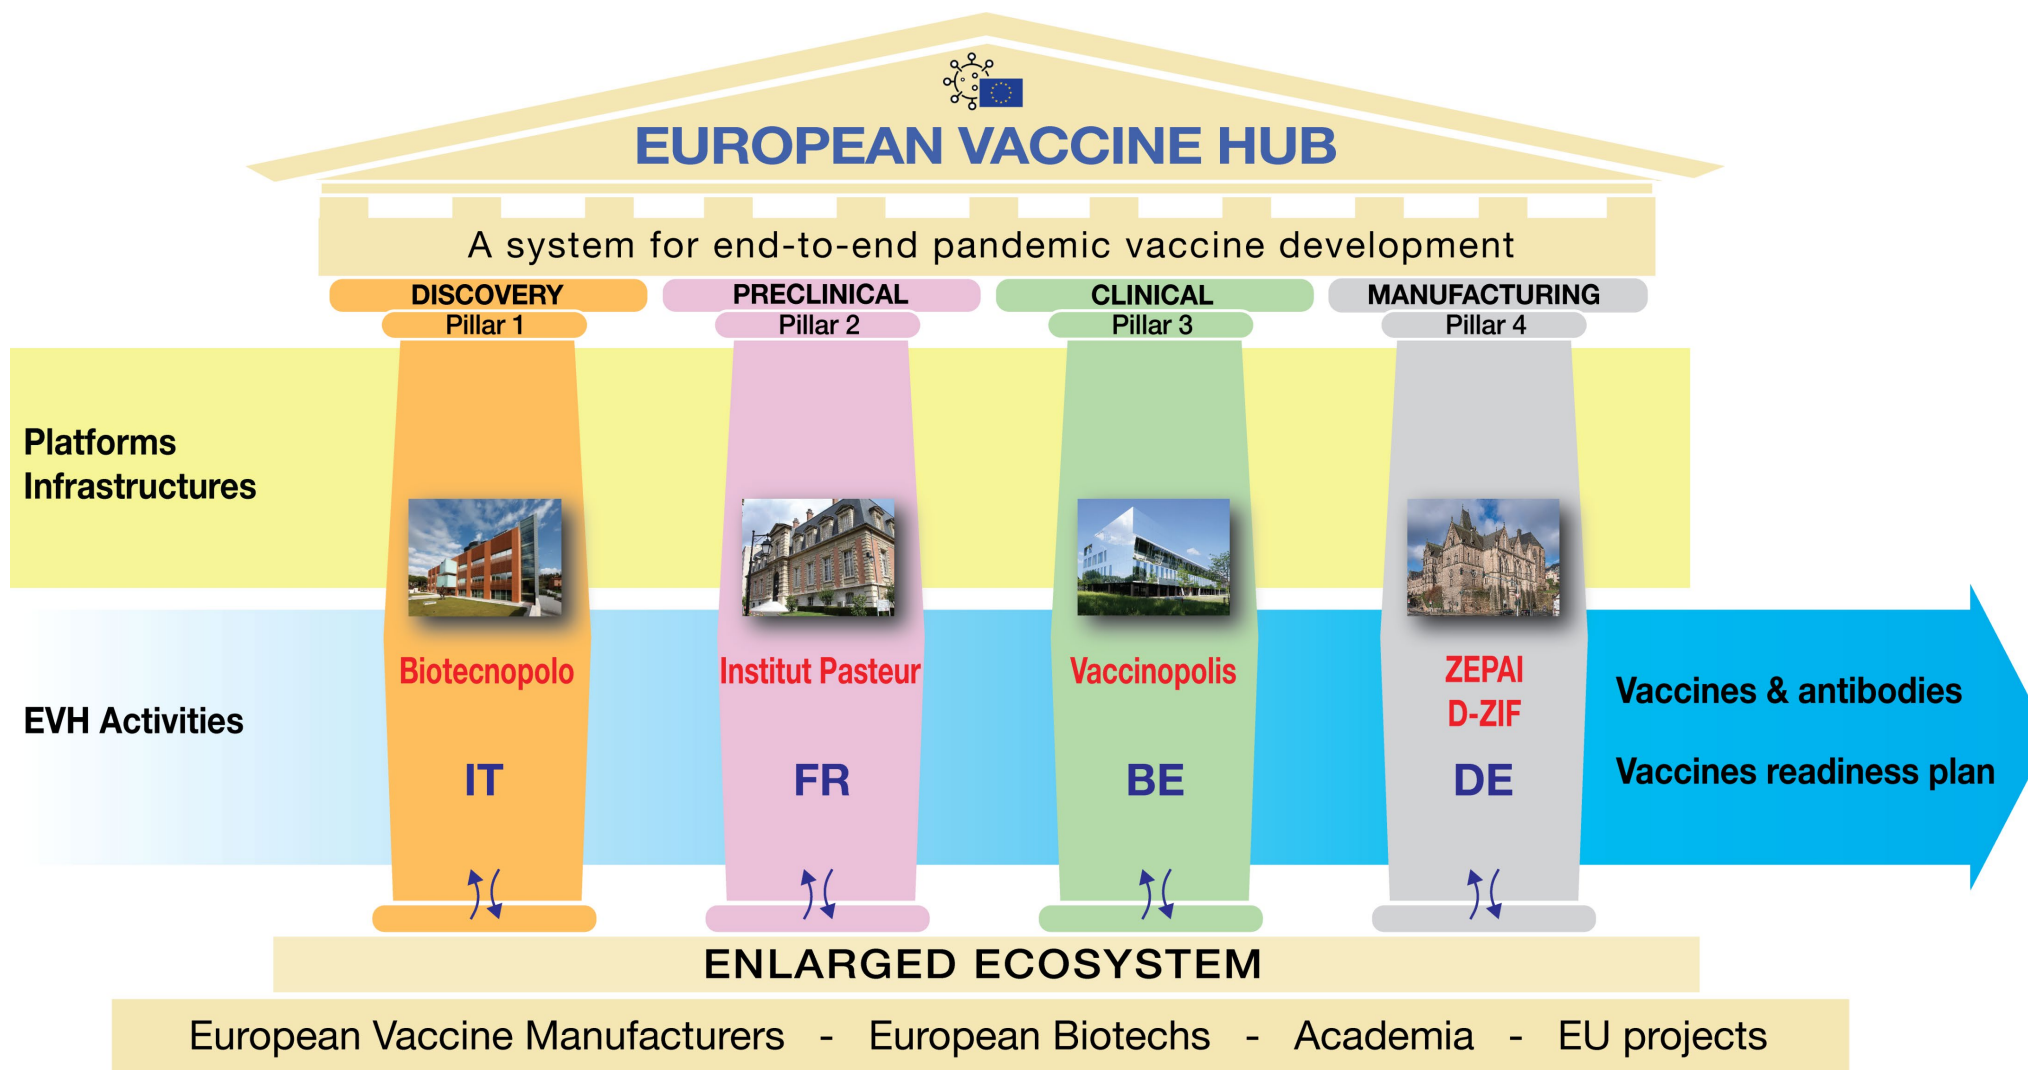 EUROPEAN VACCINE HUB
A system for end-to-end pandemic vaccine development
DISCOVERY
Pillar 1
PRECLINICAL
Pillar 2
CLINICAL
Pillar 3
MANUFACTURING
Pillar 4
Platforms
Infrastructures
EVH Activities
Biotecnopolo
IT
Institut Pasteur
FR
Vaccinopolis
BE
ZEPAI
D-ZIF
DE
Vaccines & antibodies
Vaccines readiness plan
ENLARGED ECOSYSTEM
European Vaccine Manufacturers - European Biotechs - Academia - EU projects